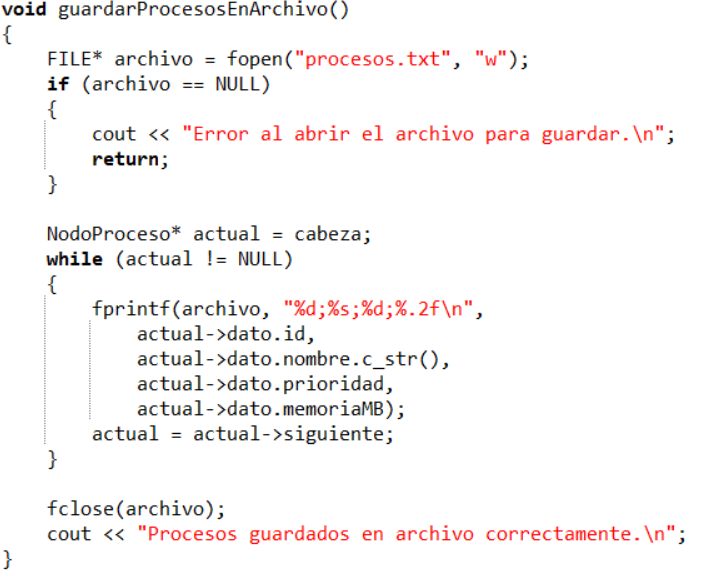 void guardarProcesosEnArchivo()
{
    FILE* archivo = fopen("procesos.txt", "w");
    if (archivo == NULL)
    {
        cout << "Error al abrir el archivo para guardar.\n";
        return;
    }

    NodoProceso* actual = cabeza;
    while (actual != NULL)
    {
        fprintf(archivo, "%d;%s;%d;%.2f\n",
            actual->dato.id,
            actual->dato.nombre.c_str(),
            actual->dato.prioridad,
            actual->dato.memoriaMB);
        actual = actual->siguiente;
    }

    fclose(archivo);
    cout << "Procesos guardados en archivo correctamente.\n";
}